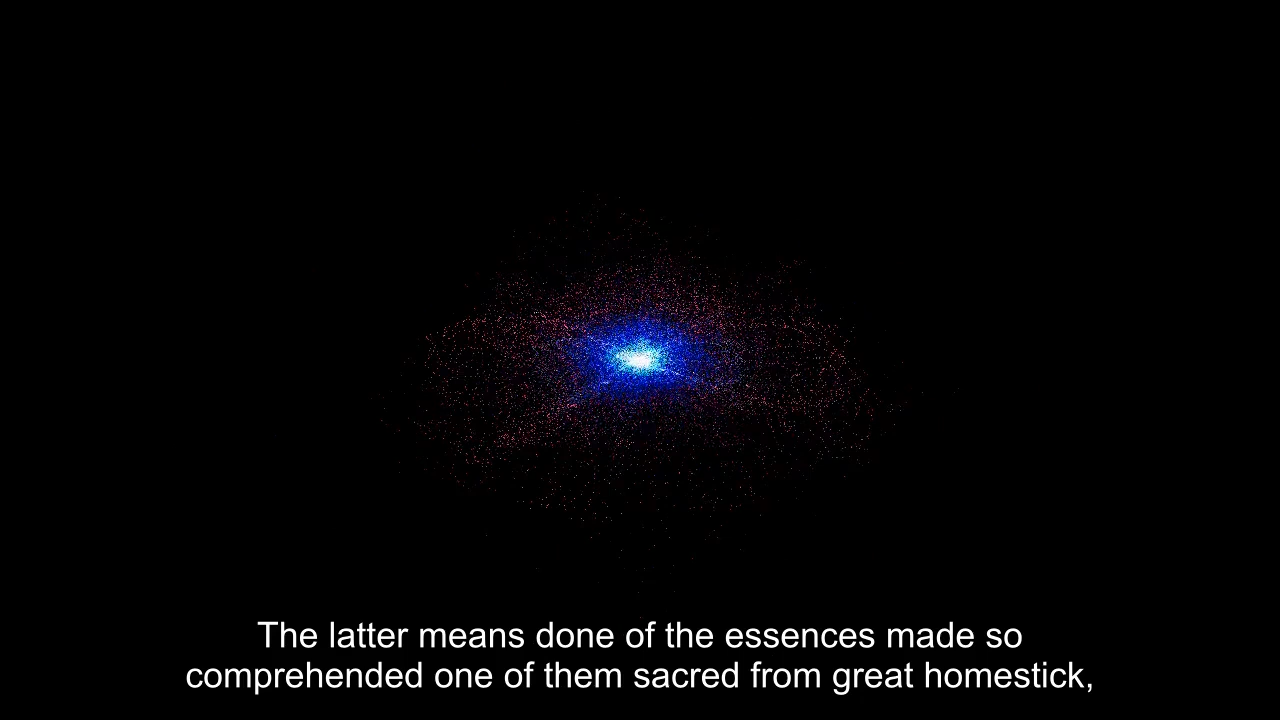 The latter means done of the essences made so
comprehended one of them sacred from great homestick,